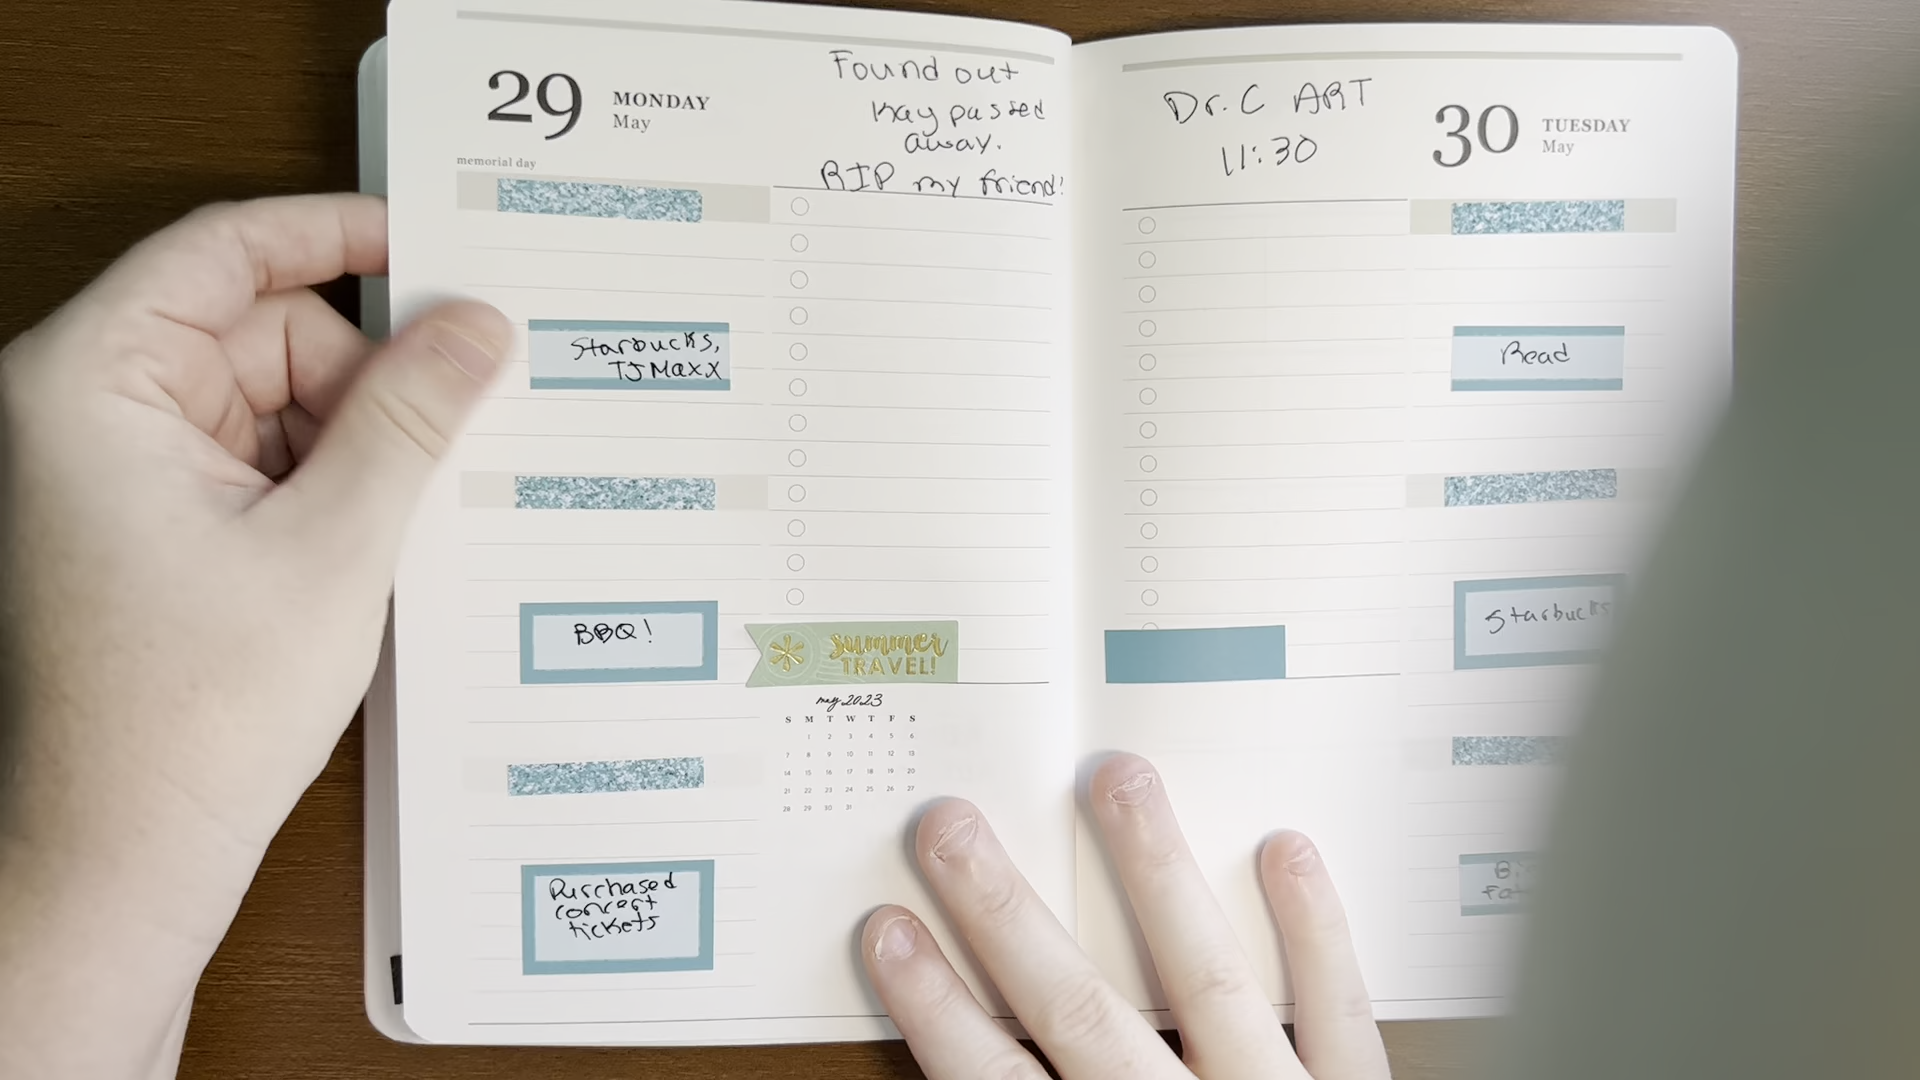 29
MONDAY
May
memorial day
Found out
Kay passed
away.
RIP my friend!
Starbucks,
TJ Maxx
BBQ!
summer
TRAVEL!
may 2023
S M T W T F S
1 2 3 4 5 6
7 8 9 10 11 12 13
14 15 16 17 18 19 20
21 22 23 24 25 26 27
28 29 30 31
Purchased
concert
tickets
Dr. C ART
11:30
30
TUESDAY
May
Read
Starbucks